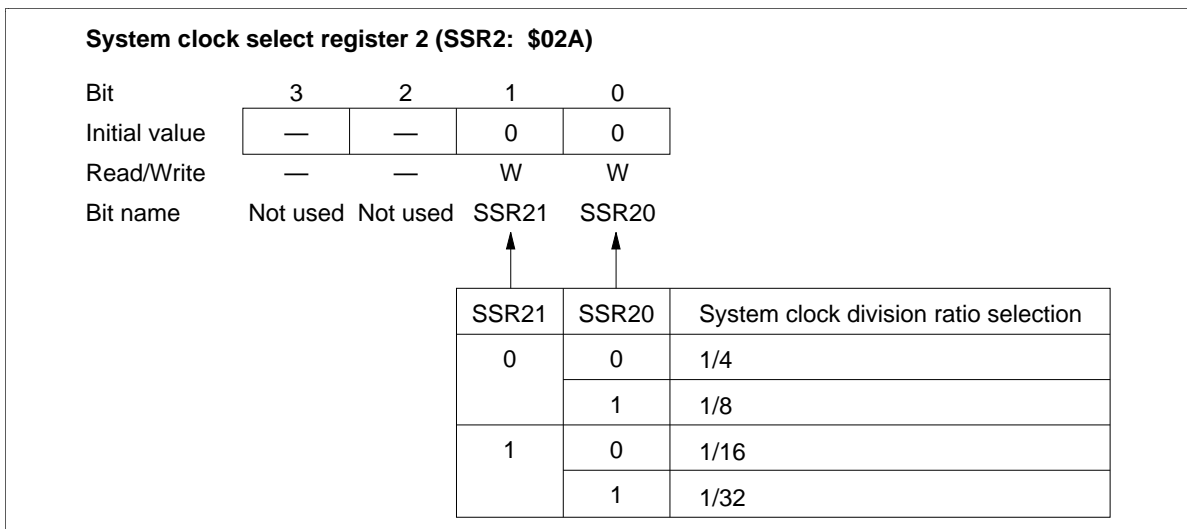 System clock select register 2 (SSR2: $02A)
Bit 3 2 1 0
Initial value — — 0 0
Read/Write — — W W
Bit name Not used Not used SSR21 SSR20
SSR21 SSR20 System clock division ratio selection
0 0 1/4
1 1/8
1 0 1/16
1 1/32